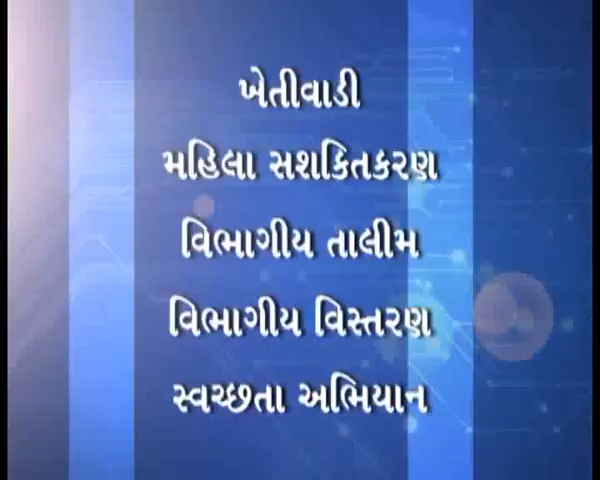 ખેતીવાડી
મહિલા સશકિતકરણ
વિભાગીય તાલીમ
વિભાગીય વિસ્તરણ
સ્વચ્છતા અભિયાન